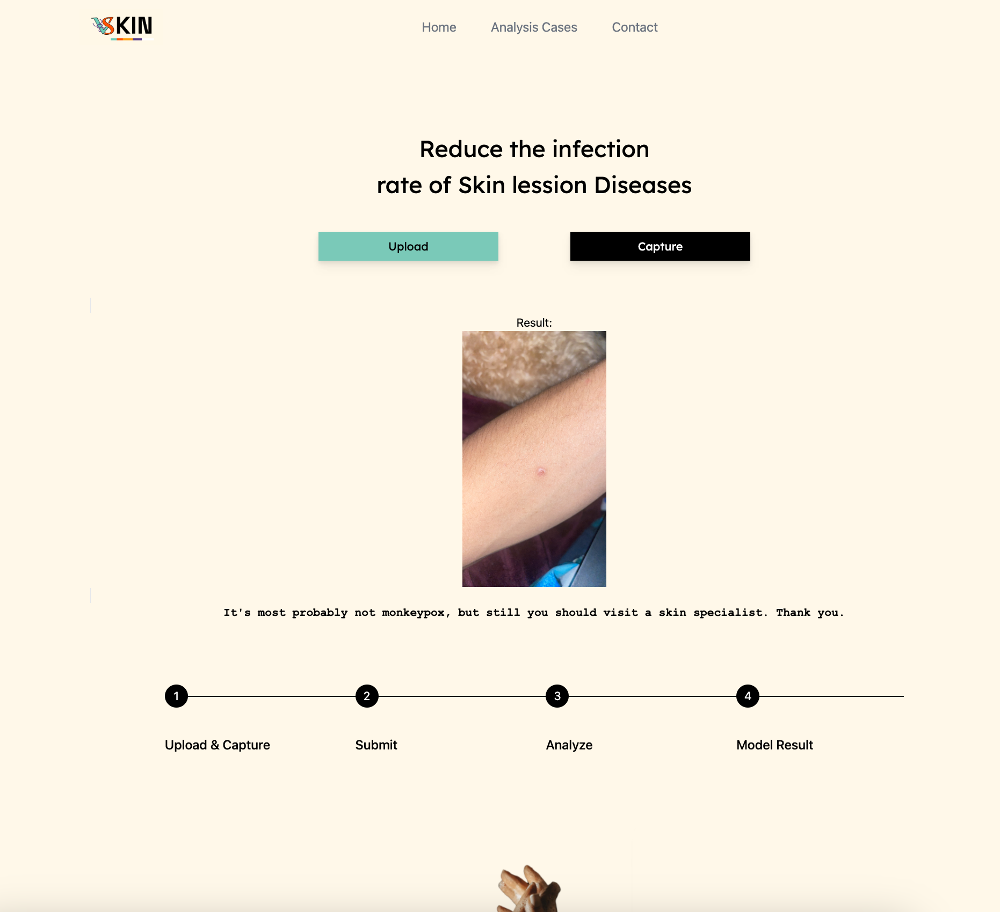 SKIN
Home Analysis Cases Contact
Reduce the infection
rate of Skin lession Diseases
Upload Capture
Result:
It's most probably not monkeypox, but still you should visit a skin specialist. Thank you.
1 2 3 4
Upload & Capture Submit Analyze Model Result